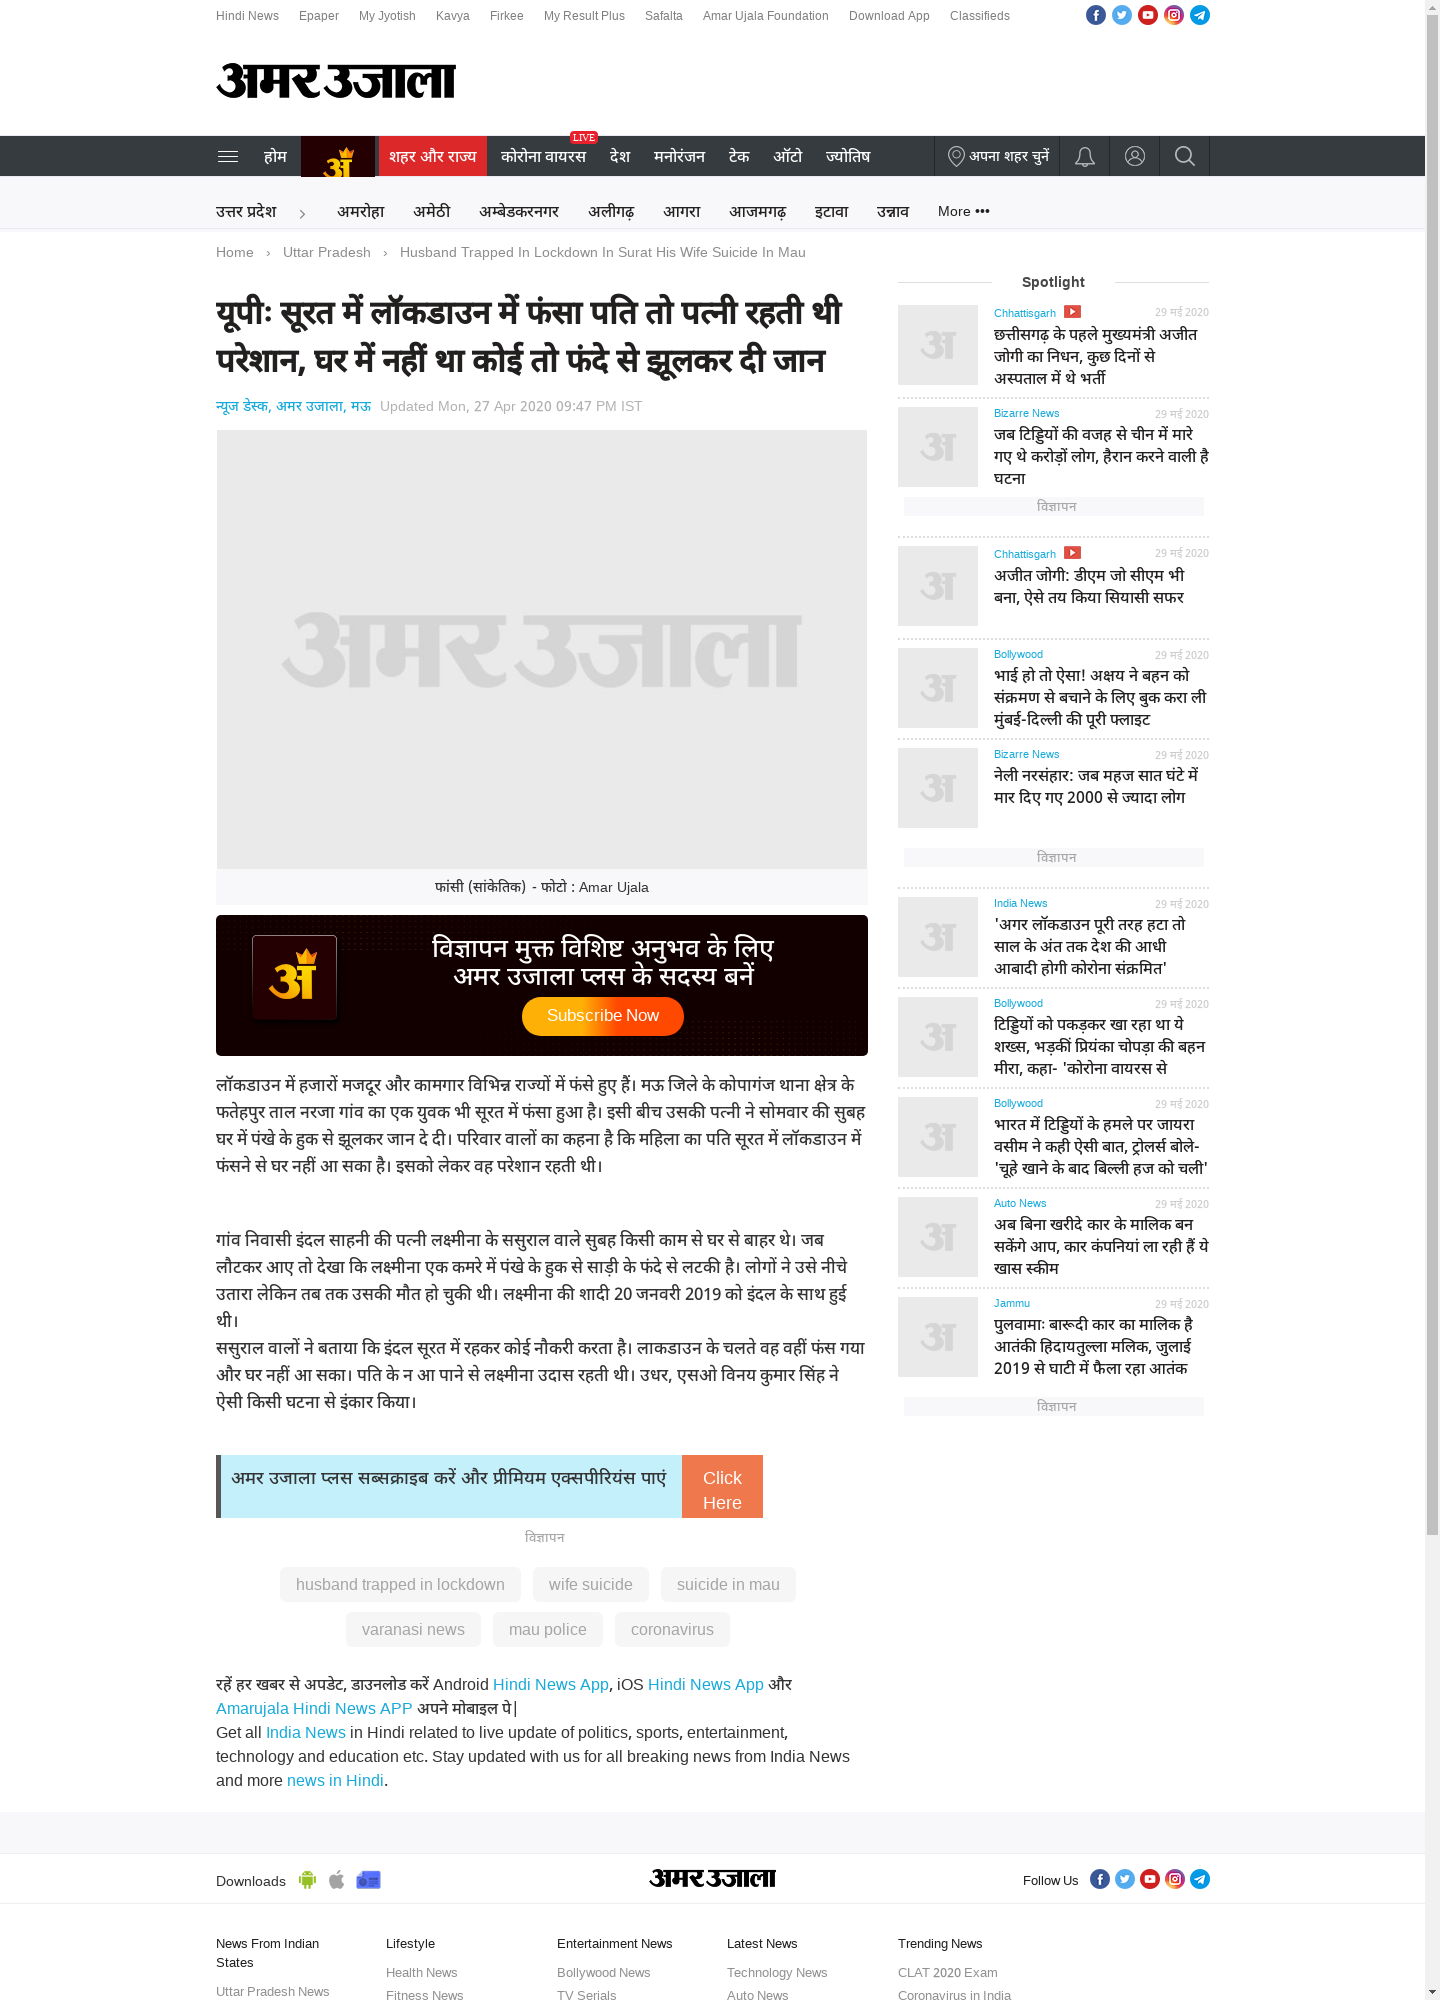 Hindi News Epaper My Jyotish Kavya Firkee My Result Plus Safalta Amar Ujala Foundation Download App Classifieds
अमर उजाला
होम
अ
शहर और राज्य
कोरोना वायरस
LIVE
देश मनोरंजन टेक ऑटो ज्योतिष
अपना शहर चुनें
उत्तर प्रदेश अमरोहा अमेठी अम्बेडकरनगर अलीगढ़ आगरा आजमगढ़ इटावा उन्नाव More •••
Home › Uttar Pradesh › Husband Trapped In Lockdown In Surat His Wife Suicide In Mau
यूपीः सूरत में लॉकडाउन में फंसा पति तो पत्नी रहती थी
परेशान, घर में नहीं था कोई तो फंदे से झूलकर दी जान
न्यूज डेस्क, अमर उजाला, मऊ Updated Mon, 27 Apr 2020 09:47 PM IST
अमर उजाला
फांसी (सांकेतिक) - फोटो : Amar Ujala
अ
विज्ञापन मुक्त विशिष्ट अनुभव के लिए
अमर उजाला प्लस के सदस्य बनें
Subscribe Now
लॉकडाउन में हजारों मजदूर और कामगार विभिन्न राज्यों में फंसे हुए हैं। मऊ जिले के कोपागंज थाना क्षेत्र के
फतेहपुर ताल नरजा गांव का एक युवक भी सूरत में फंसा हुआ है। इसी बीच उसकी पत्नी ने सोमवार की सुबह
घर में पंखे के हुक से झूलकर जान दे दी। परिवार वालों का कहना है कि महिला का पति सूरत में लॉकडाउन में
फंसने से घर नहीं आ सका है। इसको लेकर वह परेशान रहती थी।
गांव निवासी इंदल साहनी की पत्नी लक्ष्मीना के ससुराल वाले सुबह किसी काम से घर से बाहर थे। जब
लौटकर आए तो देखा कि लक्ष्मीना एक कमरे में पंखे के हुक से साड़ी के फंदे से लटकी है। लोगों ने उसे नीचे
उतारा लेकिन तब तक उसकी मौत हो चुकी थी। लक्ष्मीना की शादी 20 जनवरी 2019 को इंदल के साथ हुई
थी।
ससुराल वालों ने बताया कि इंदल सूरत में रहकर कोई नौकरी करता है। लाकडाउन के चलते वह वहीं फंस गया
और घर नहीं आ सका। पति के न आ पाने से लक्ष्मीना उदास रहती थी। उधर, एसओ विनय कुमार सिंह ने
ऐसी किसी घटना से इंकार किया।
अमर उजाला प्लस सब्सक्राइब करें और प्रीमियम एक्सपीरियंस पाएं
Click
Here
विज्ञापन
husband trapped in lockdown wife suicide suicide in mau
varanasi news mau police coronavirus
रहें हर खबर से अपडेट, डाउनलोड करें Android Hindi News App, iOS Hindi News App और
Amarujala Hindi News APP अपने मोबाइल पे|
Get all India News in Hindi related to live update of politics, sports, entertainment,
technology and education etc. Stay updated with us for all breaking news from India News
and more news in Hindi.
Spotlight
अ
Chhattisgarh 29 मई 2020
छत्तीसगढ़ के पहले मुख्यमंत्री अजीत
जोगी का निधन, कुछ दिनों से
अस्पताल में थे भर्ती
अ
Bizarre News 29 मई 2020
जब टिड्डियों की वजह से चीन में मारे
गए थे करोड़ों लोग, हैरान करने वाली है
घटना
विज्ञापन
अ
Chhattisgarh 29 मई 2020
अजीत जोगी: डीएम जो सीएम भी
बना, ऐसे तय किया सियासी सफर
अ
Bollywood 29 मई 2020
भाई हो तो ऐसा! अक्षय ने बहन को
संक्रमण से बचाने के लिए बुक करा ली
मुंबई-दिल्ली की पूरी फ्लाइट
अ
Bizarre News 29 मई 2020
नेली नरसंहार: जब महज सात घंटे में
मार दिए गए 2000 से ज्यादा लोग
विज्ञापन
अ
India News 29 मई 2020
'अगर लॉकडाउन पूरी तरह हटा तो
साल के अंत तक देश की आधी
आबादी होगी कोरोना संक्रमित'
अ
Bollywood 29 मई 2020
टिड्डियों को पकड़कर खा रहा था ये
शख्स, भड़कीं प्रियंका चोपड़ा की बहन
मीरा, कहा- 'कोरोना वायरस से
अ
Bollywood 29 मई 2020
भारत में टिड्डियों के हमले पर जायरा
वसीम ने कही ऐसी बात, ट्रोलर्स बोले-
'चूहे खाने के बाद बिल्ली हज को चली'
अ
Auto News 29 मई 2020
अब बिना खरीदे कार के मालिक बन
सकेंगे आप, कार कंपनियां ला रही हैं ये
खास स्कीम
अ
Jammu 29 मई 2020
पुलवामाः बारूदी कार का मालिक है
आतंकी हिदायतुल्ला मलिक, जुलाई
2019 से घाटी में फैला रहा आतंक
विज्ञापन
Downloads
अमर उजाला
Follow Us
News From Indian
States
Uttar Pradesh News
Lifestyle
Health News
Fitness News
Entertainment News
Bollywood News
TV Serials
Latest News
Technology News
Auto News
Trending News
CLAT 2020 Exam
Coronavirus in India